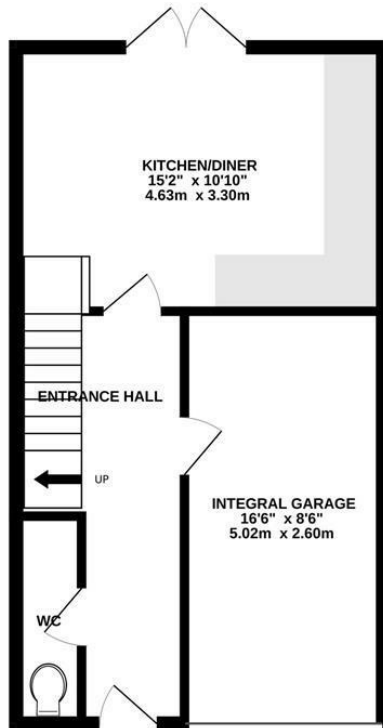 KITCHEN/DINER
15'2" x 10'10"
4.63m x 3.30m
ENTRANCE HALL
UP
INTEGRAL GARAGE
16'6" x 8'6"
5.02m x 2.60m
WC